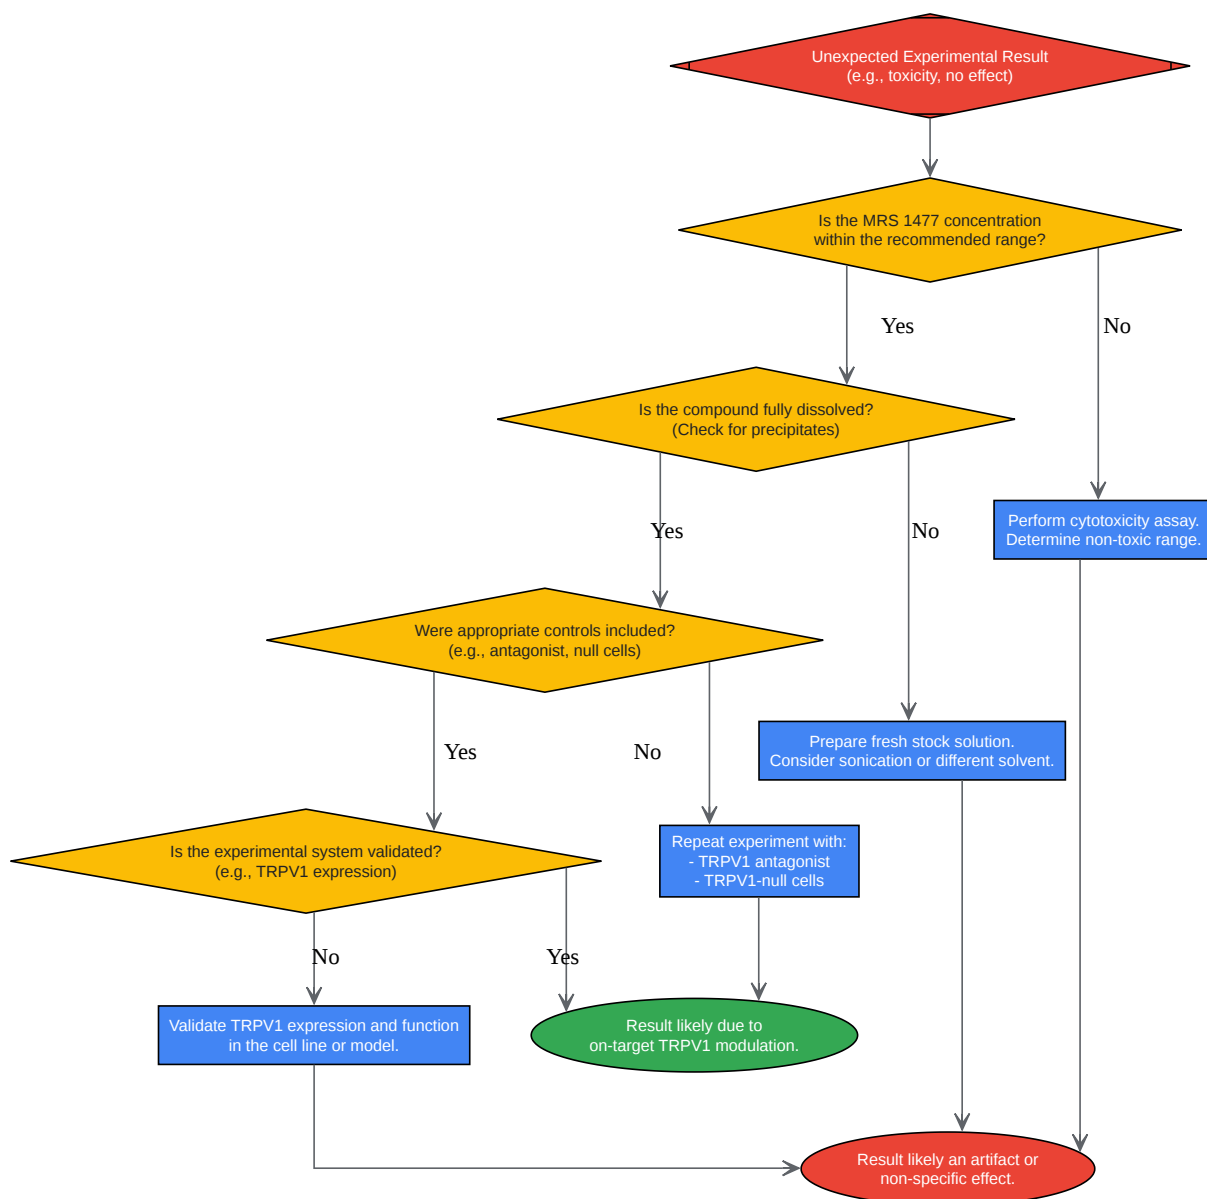 Unexpected Experimental Result
(e.g., toxicity, no effect)
Is the MRS 1477 concentration
within the recommended range?
Yes
No
Is the compound fully dissolved?
(Check for precipitates)
Perform cytotoxicity assay.
Determine non-toxic range.
Yes
No
Were appropriate controls included?
(e.g., antagonist, null cells)
Yes
No
Prepare fresh stock solution.
Consider sonication or different solvent.
Is the experimental system validated?
(e.g., TRPV1 expression)
Repeat experiment with:
- TRPV1 antagonist
- TRPV1-null cells
No
Yes
Validate TRPV1 expression and function
in the cell line or model.
Result likely due to
on-target TRPV1 modulation.
Result likely an artifact or
non-specific effect.